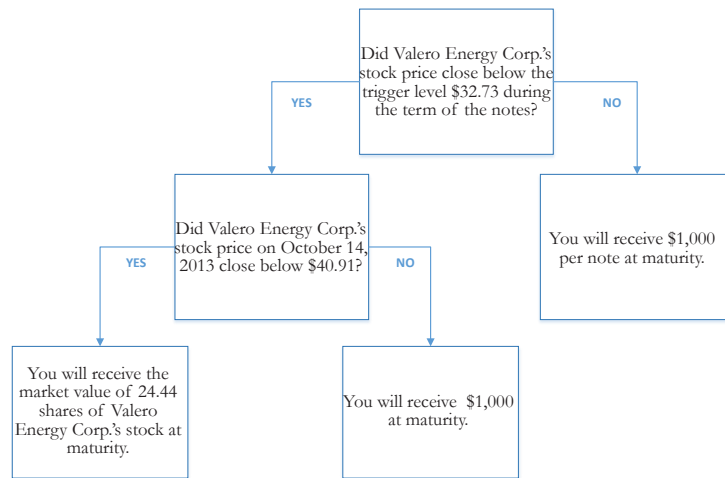 Did Valero Energy Corp.'s
stock price close below the
trigger level $32.73 during
the term of the notes?
YES
NO
Did Valero Energy Corp.'s
stock price on October 14,
2013 close below $40.91?
You will receive $1,000
per note at maturity.
YES
NO
You will receive the
market value of 24.44
shares of Valero
Energy Corp.'s stock at
maturity.
You will receive $1,000
at maturity.